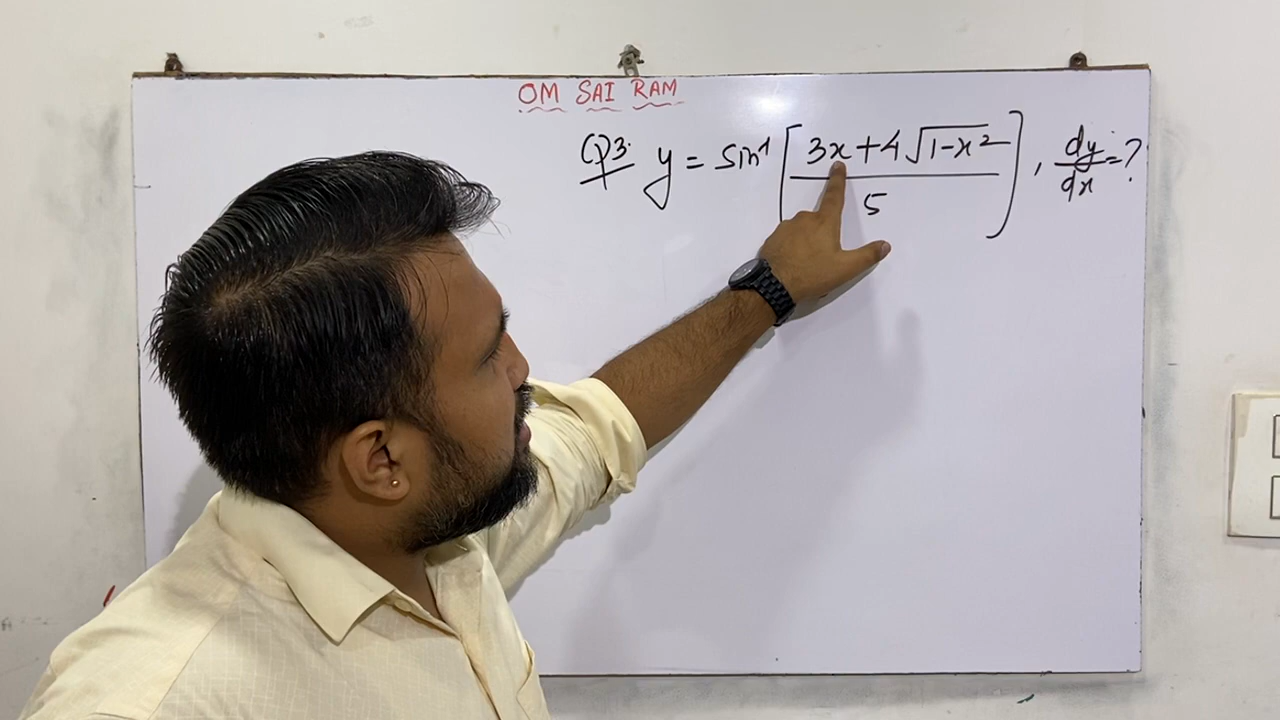 OM SAI RAM
Q3. y = sin⁻¹ [ (3x+4√(1-x²)) / 5 ], dy/dx = ?